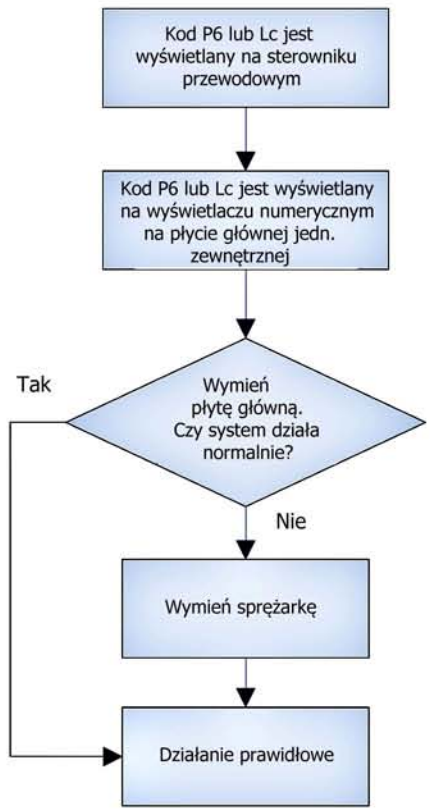 Kod P6 lub Lc jest
wyświetlany na sterowniku
przewodowym
Kod P6 lub Lc jest wyświetlany
na wyświetlaczu numerycznym
na płycie głównej jedn.
zewnętrznej
Tak
Wymień
płytę główną.
Czy system działa
normalnie?
Nie
Wymień sprężarkę
Działanie prawidłowe